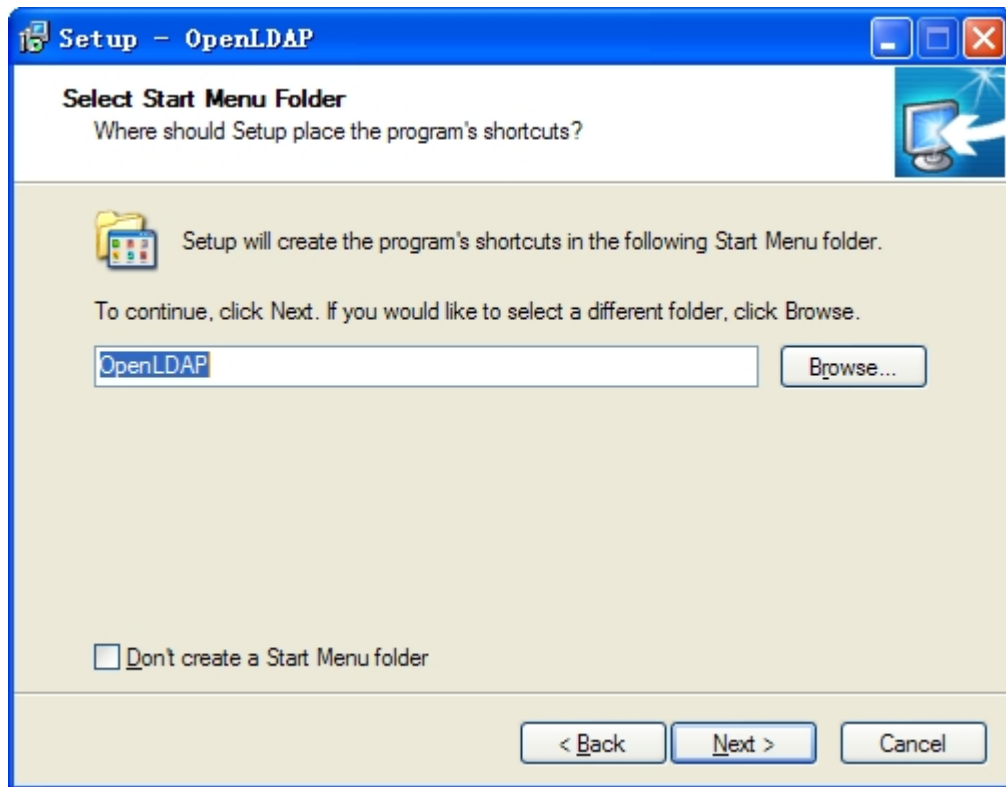 Setup - OpenLDAP
Select Start Menu Folder
Where should Setup place the program's shortcuts?
Setup will create the program's shortcuts in the following Start Menu folder.
To continue, click Next. If you would like to select a different folder, click Browse.
OpenLDAP
Browse...
Don't create a Start Menu folder
< Back
Next >
Cancel